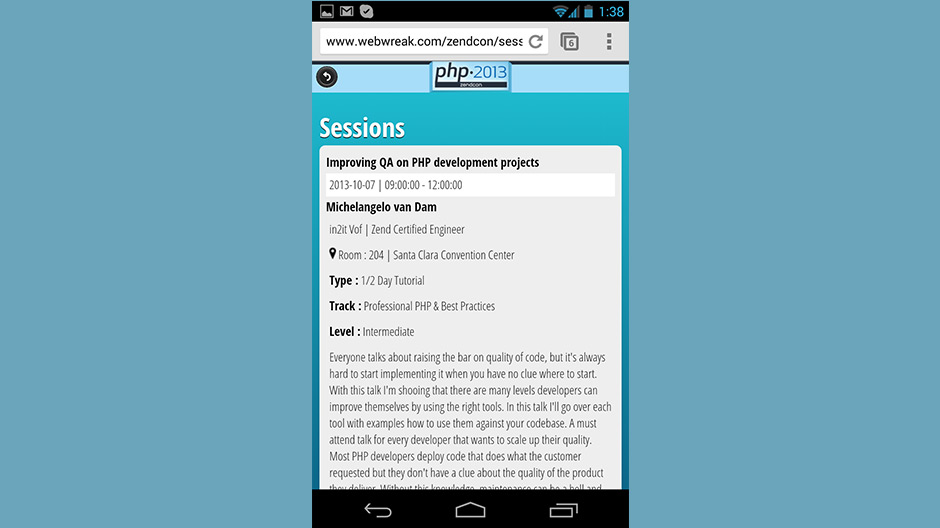 1:38
www.webwreak.com/zendcon/sess
6
php·2013
zendcon
Sessions
Improving QA on PHP development projects
2013-10-07 | 09:00:00 - 12:00:00
Michelangelo van Dam
in2it Vof | Zend Certified Engineer
Room : 204 | Santa Clara Convention Center
Type : 1/2 Day Tutorial
Track : Professional PHP & Best Practices
Level : Intermediate
Everyone talks about raising the bar on quality of code, but it's always
hard to start implementing it when you have no clue where to start.
With this talk I'm shooing that there are many levels developers can
improve themselves by using the right tools. In this talk I'll go over each
tool with examples how to use them against your codebase. A must
attend talk for every developer that wants to scale up their quality.
Most PHP developers deploy code that does what the customer
requested but they don't have a clue about the quality of the product
they deliver. Without this knowledge, maintenance can be a hell and